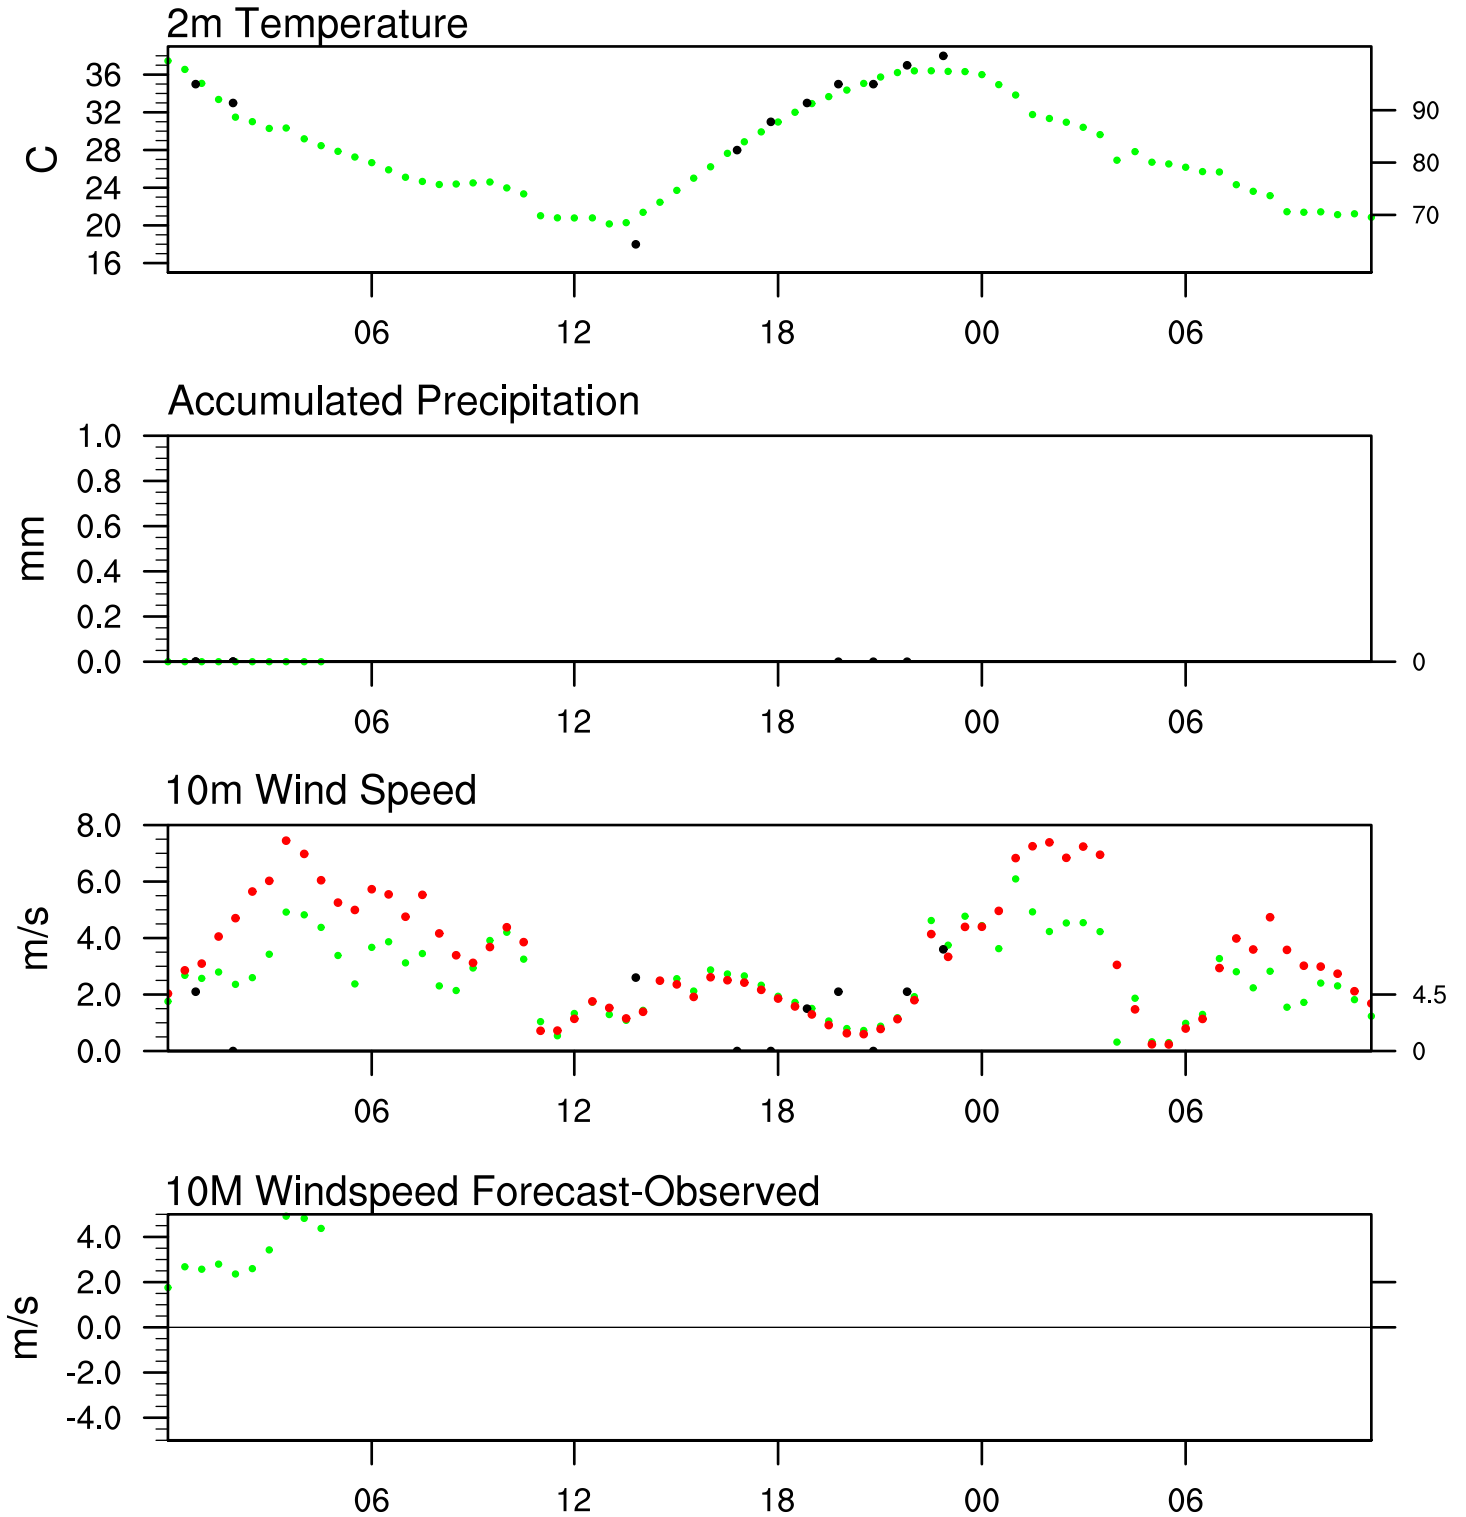 2m Temperature
36
32
28
24
20
16
C
90
80
70
06 12 18 00 06
Accumulated Precipitation
1.0
0.8
0.6
0.4
0.2
0.0
mm
0
06 12 18 00 06
10m Wind Speed
8.0
6.0
4.0
2.0
0.0
m/s
4.5
0
06 12 18 00 06
10M Windspeed Forecast-Observed
4.0
2.0
0.0
-2.0
-4.0
m/s
06 12 18 00 06